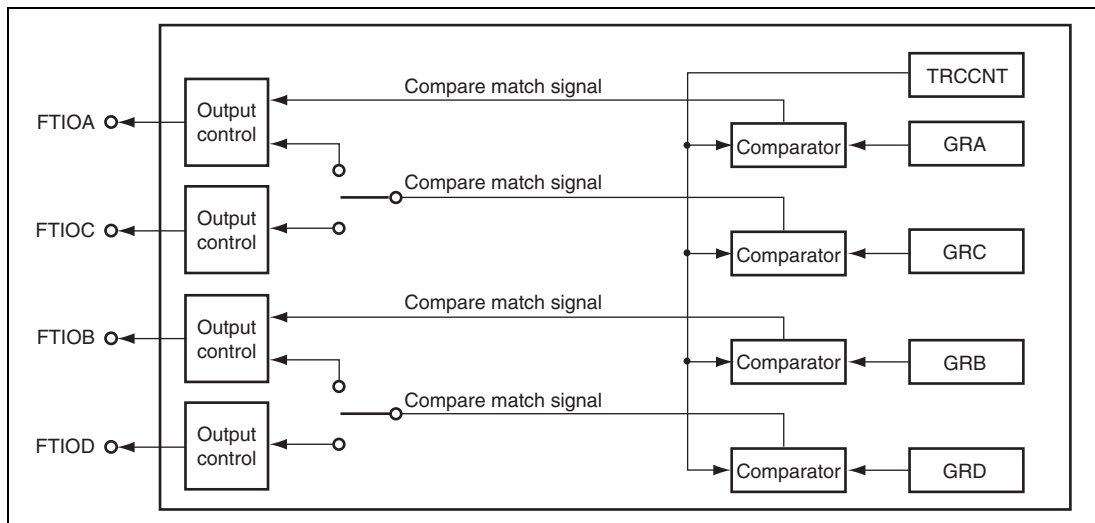 TRCCNT
Compare match signal
FTIOA
Output
control
Comparator
GRA
Compare match signal
FTIOC
Output
control
Comparator
GRC
Compare match signal
FTIOB
Output
control
Comparator
GRB
Compare match signal
FTIOD
Output
control
Comparator
GRD